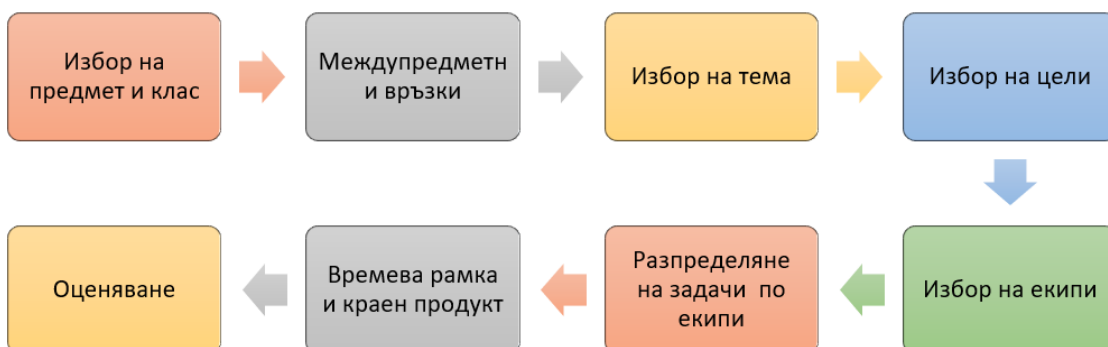 Избор на
предмет и клас
Междупредметн
и връзки
Избор на тема
Избор на цели
Избор на екипи
Разпределяне
на задачи по
екипи
Времева рамка
и краен продукт
Оценяване